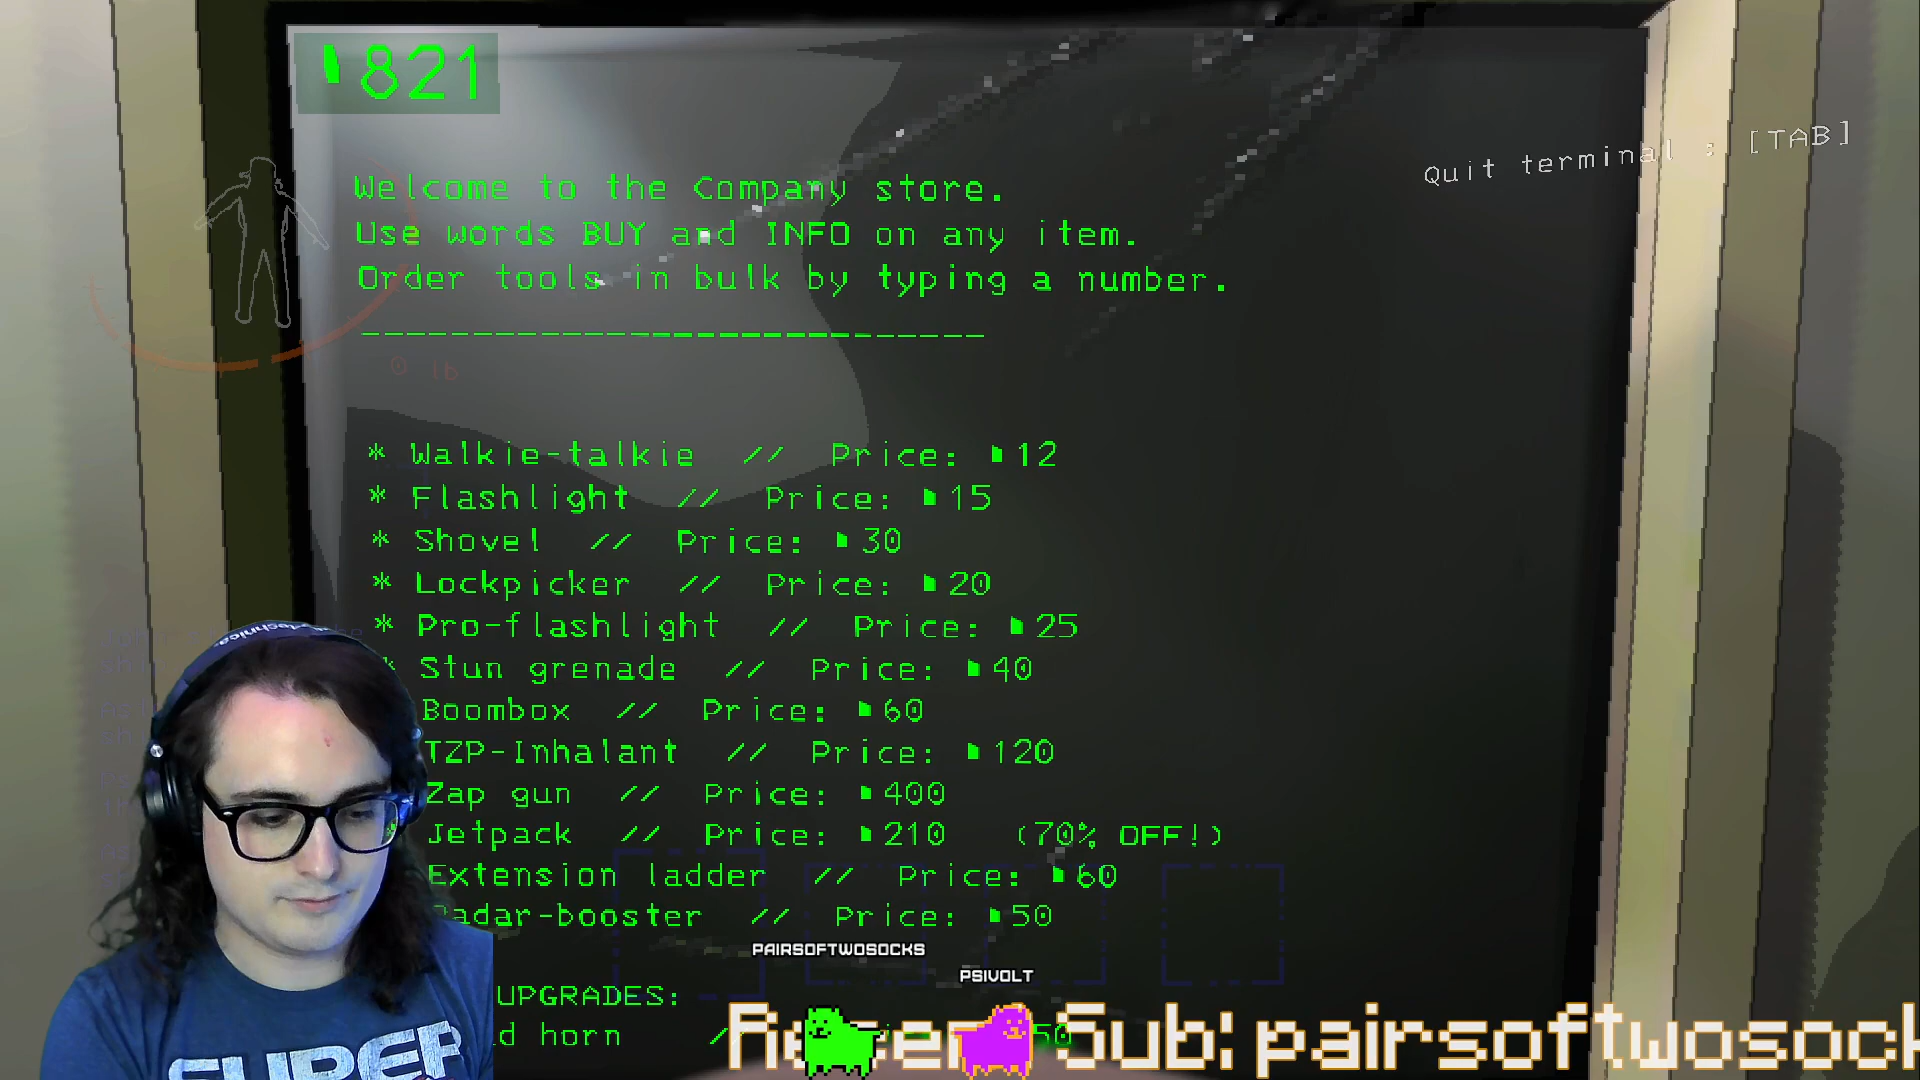 821
Quit terminal : [TAB]
Welcome to the Company store.
Use words BUY and INFO on any item.
Order tools in bulk by typing a number.
-----------------------------
0 lb
* Walkie-talkie // Price: 12
* Flashlight // Price: 15
* Shovel // Price: 30
* Lockpicker // Price: 20
* Pro-flashlight // Price: 25
* Stun grenade // Price: 40
Boombox // Price: 60
TZP-Inhalant // Price: 120
Zap gun // Price: 400
Jetpack // Price: 210 (70% OFF!)
Extension ladder // Price: 60
Radar-booster // Price: 50
PAIRSOFTWOSOCKS
PSIVOLT
UPGRADES:
horn
Sub: pairsoftwosock
SUPER